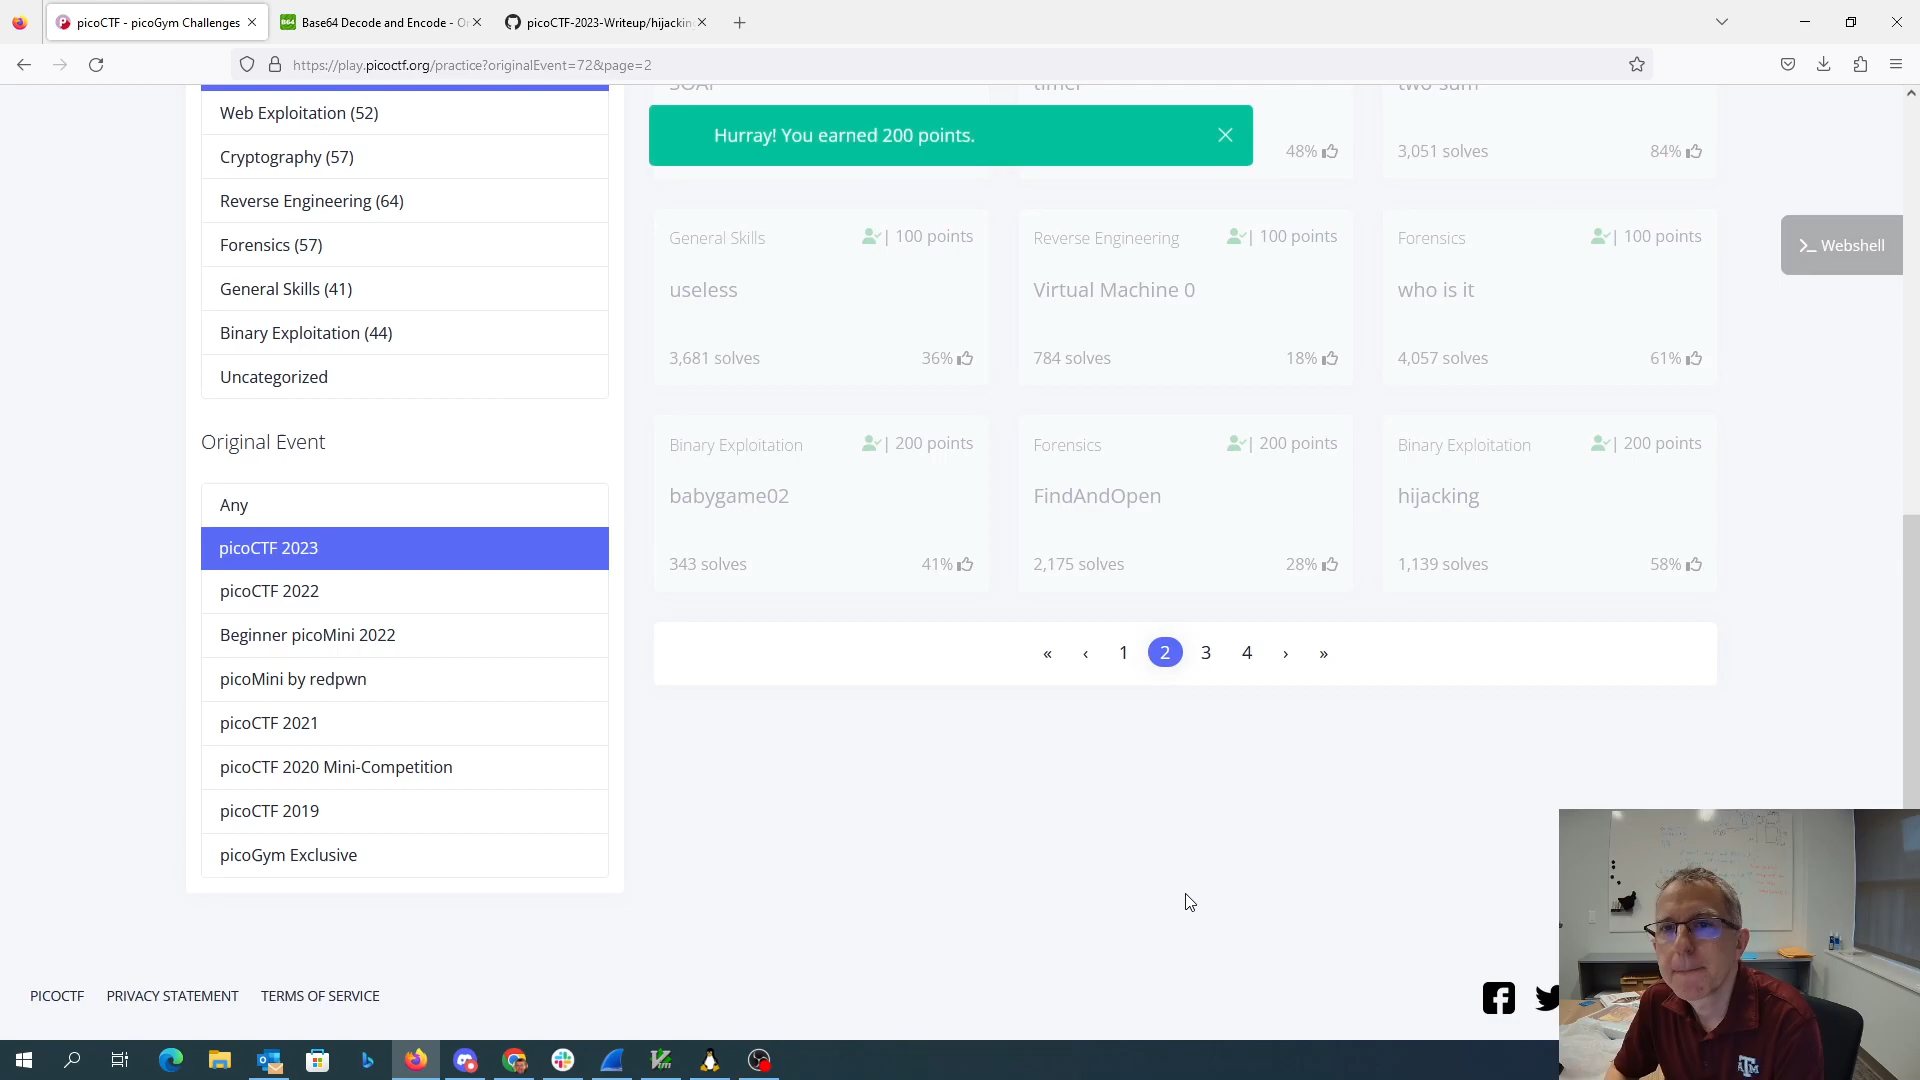 picoCTF - picoGym Challenges
Base64 Decode and Encode - O
picoCTF-2023-Writeup/hijackin
https://play.picoctf.org/practice?originalEvent=72&page=2
Web Exploitation (52)
Cryptography (57)
Reverse Engineering (64)
Forensics (57)
General Skills (41)
Binary Exploitation (44)
Uncategorized
Original Event
Any
picoCTF 2023
picoCTF 2022
Beginner picoMini 2022
picoMini by redpwn
picoCTF 2021
picoCTF 2020 Mini-Competition
picoCTF 2019
picoGym Exclusive
SOAP
timer
two-sum
Hurray! You earned 200 points.
48%
3,051 solves 84%
General Skills | 100 points
useless
3,681 solves 36%
Reverse Engineering | 100 points
Virtual Machine 0
784 solves 18%
Forensics | 100 points
who is it
4,057 solves 61%
Binary Exploitation | 200 points
babygame02
343 solves 41%
Forensics | 200 points
FindAndOpen
2,175 solves 28%
Binary Exploitation | 200 points
hijacking
1,139 solves 58%
« ‹ 1 2 3 4 › »
>_ Webshell
PICOCTF PRIVACY STATEMENT TERMS OF SERVICE
B64
Vim
ATM